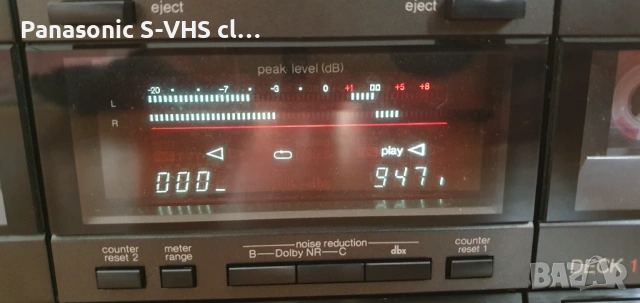 eject
eject
Panasonic S-VHS cl...
peak level (dB)
-20 • • -7 • -3 • 0 +1 +5 +8
L
R
play
000
947
counter reset 2
meter range
noise reduction
B—Dolby NR—C
dbx
counter reset 1
DECK 1
bazar